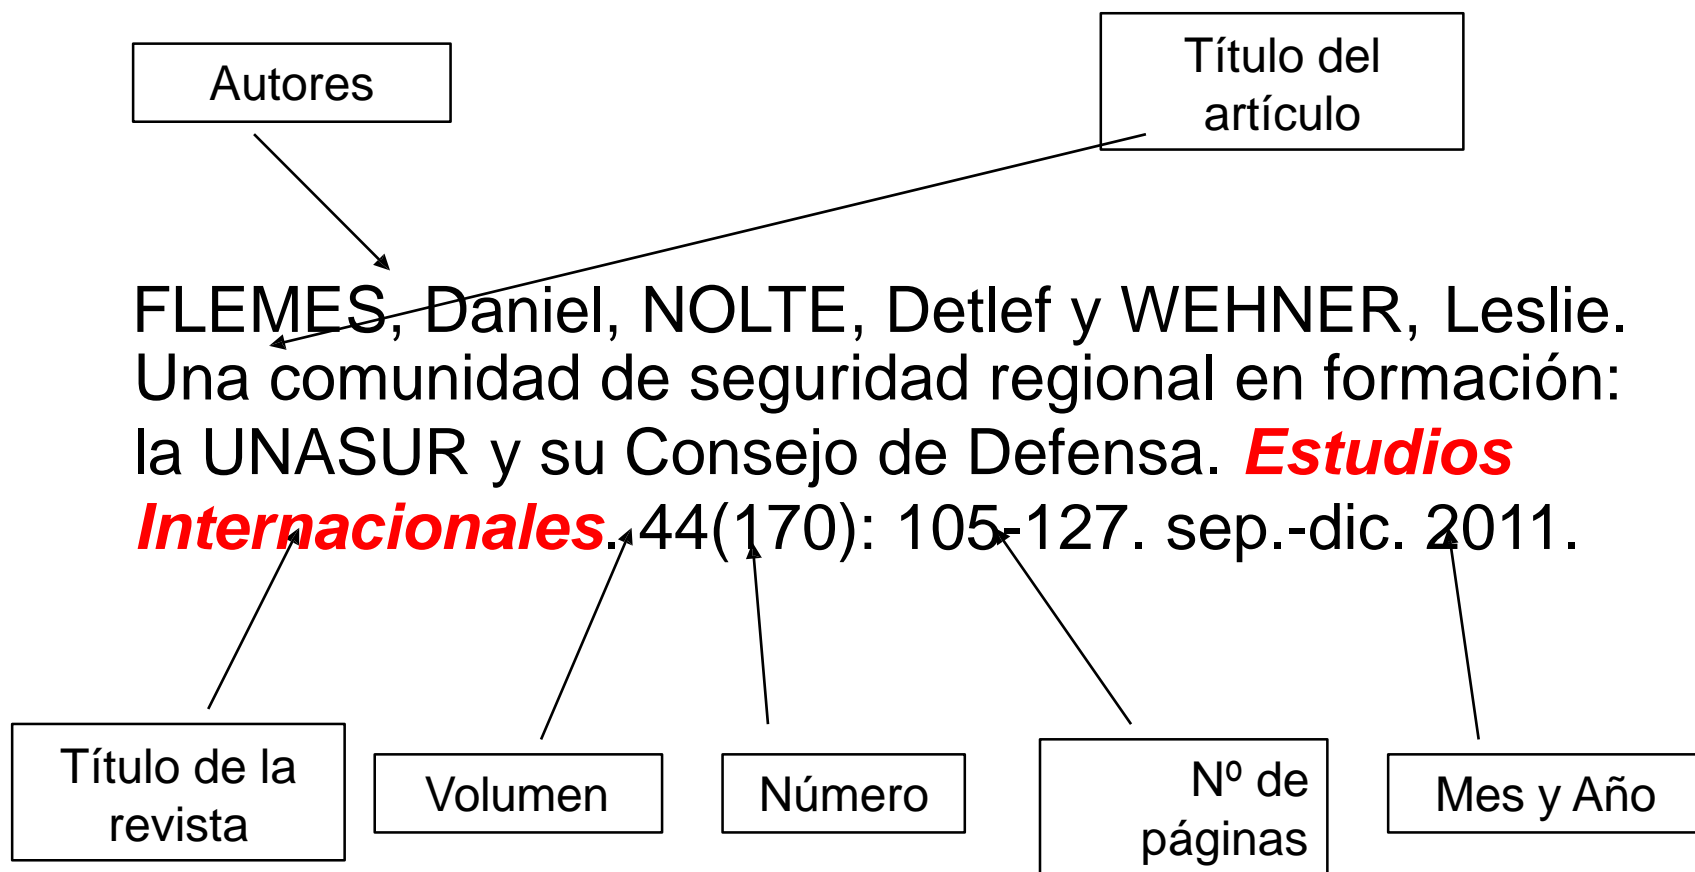 Autores
Título del
artículo
FLEMES, Daniel, NOLTE, Detlef y WEHNER, Leslie.
Una comunidad de seguridad regional en formación:
la UNASUR y su Consejo de Defensa. Estudios
Internacionales. 44(170): 105-127. sep.-dic. 2011.
Título de la
revista
Volumen
Número
Nº de
páginas
Mes y Año